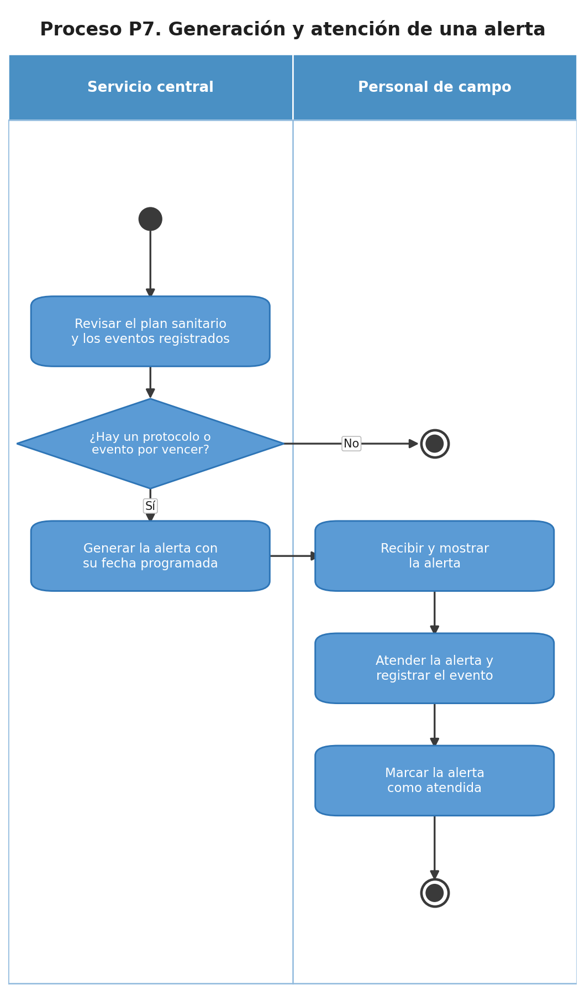 Proceso P7. Generación y atención de una alerta
Servicio central
Personal de campo
Revisar el plan sanitario
y los eventos registrados
¿Hay un protocolo o
evento por vencer?
No
Sí
Generar la alerta con
su fecha programada
Recibir y mostrar
la alerta
Atender la alerta y
registrar el evento
Marcar la alerta
como atendida